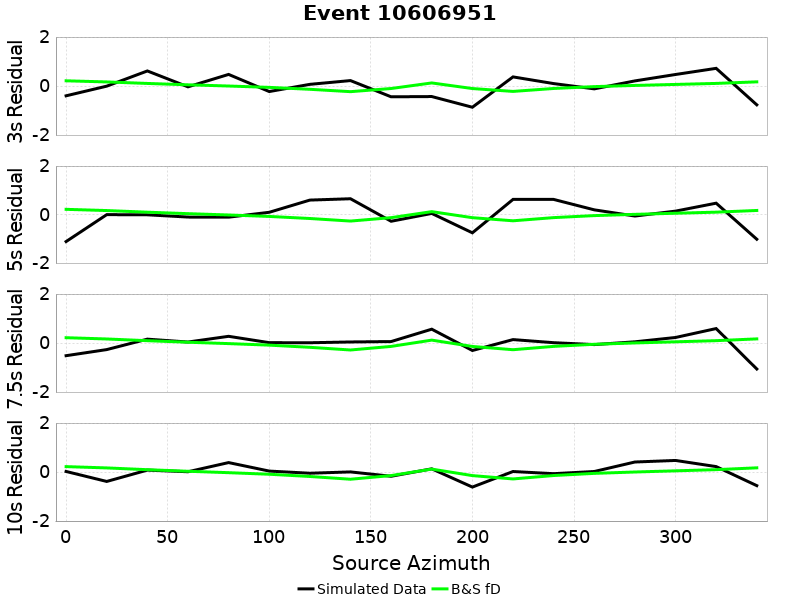 Event 10606951
3s Residual
2
0
-2
5s Residual
2
0
-2
7.5s Residual
2
0
-2
10s Residual
2
0
-2
0 50 100 150 200 250 300
Source Azimuth
Simulated Data B&S fD